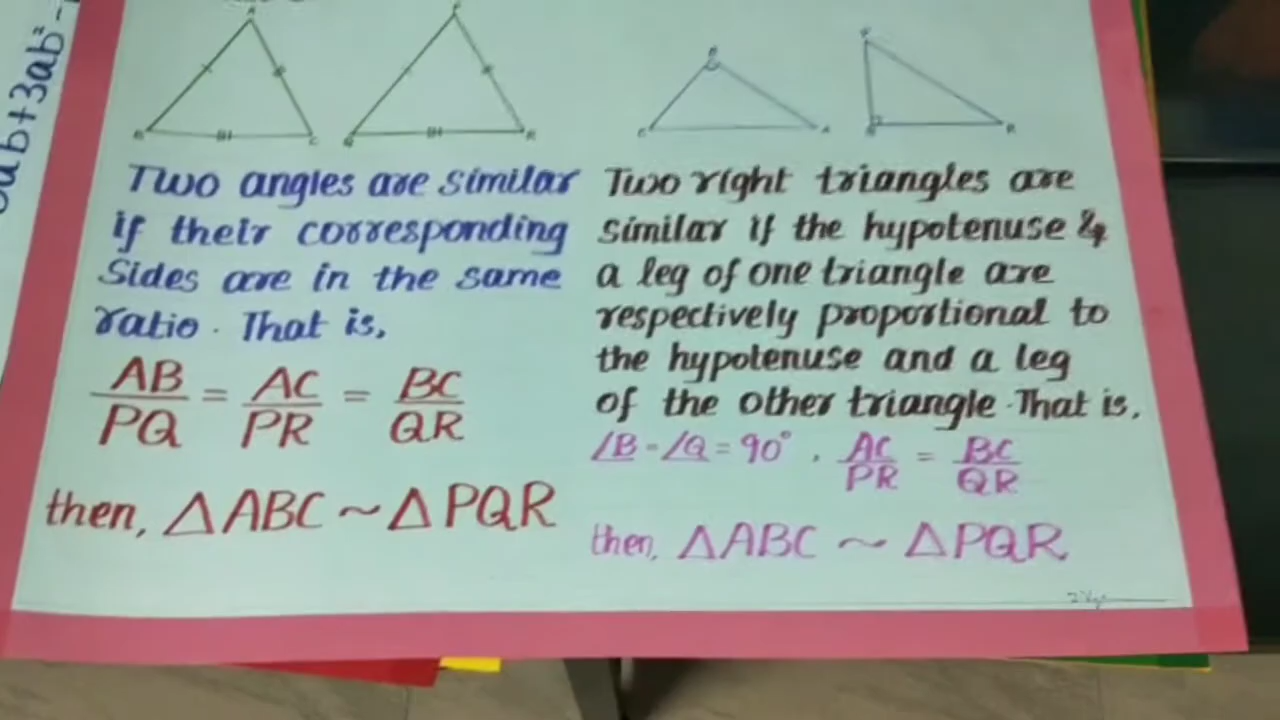 ab+3ab²-
A
B
C
Q
R
B
C
A
P
R
Two angles are similar
if their corresponding
Sides are in the same
ratio. That is,
AB/PQ = AC/PR = BC/QR
then, △ABC ~ △PQR
Two right triangles are
similar if the hypotenuse &
a leg of one triangle are
respectively proportional to
the hypotenuse and a leg
of the other triangle. That is,
∠B - ∠Q = 90°. AC/PR = BC/QR
then, △ABC ~ △PQR